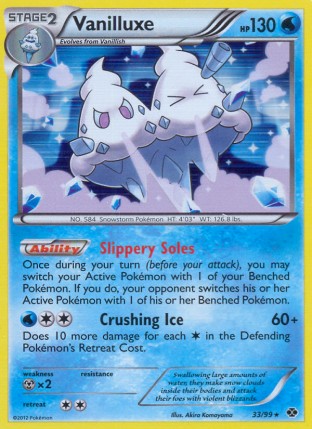 STAGE2 Vanilluxe HP130
Evolves from Vanillish
NO. 584 Snowstorm Pokémon HT: 4'03" WT: 126.8 lbs.
Ability Slippery Soles
Once during your turn (before your attack), you may
switch your Active Pokémon with 1 of your Benched
Pokémon. If you do, your opponent switches his or her
Active Pokémon with 1 of his or her Benched Pokémon.
Crushing Ice 60+
Does 10 more damage for each in the Defending
Pokémon's Retreat Cost.
weakness resistance
×2
retreat
Swallowing large amounts of
water, they make snow clouds
inside their bodies and attack
their foes with violent blizzards.
Illus. Akira Komayama 33/99 ★
©2012 Pokémon